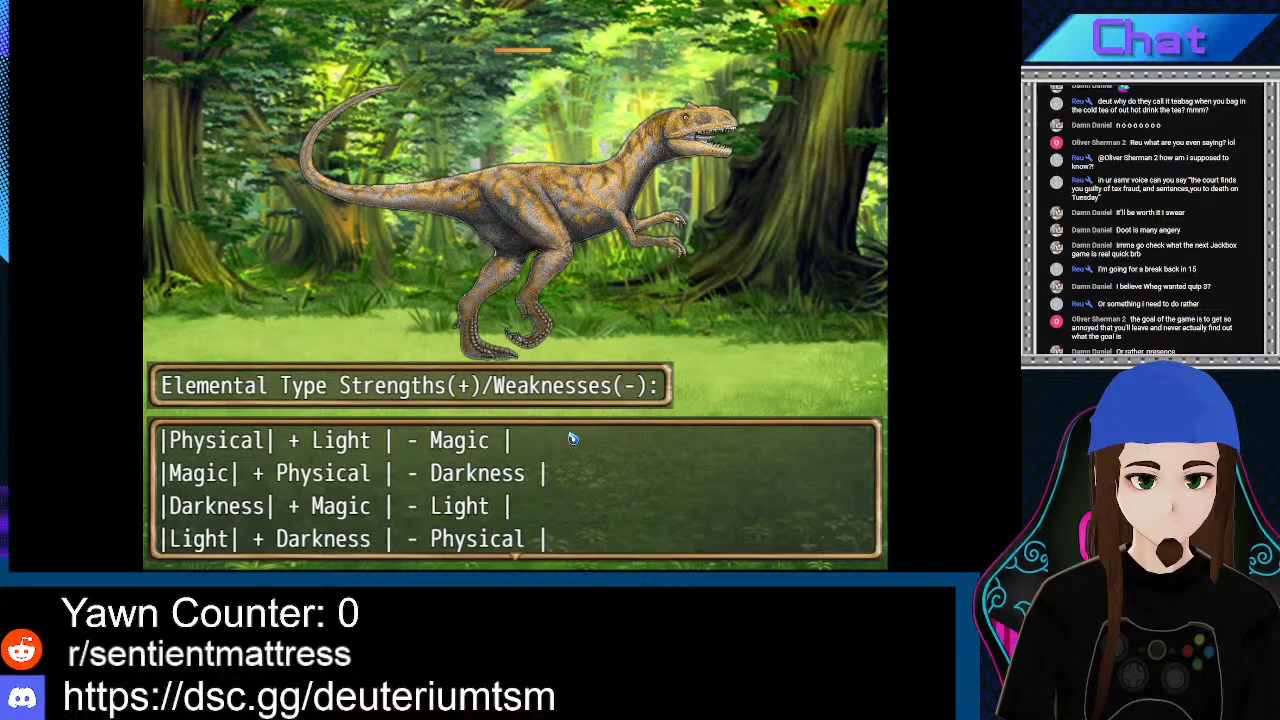 Elemental Type Strengths(+)/Weaknesses(-):
|Physical| + Light | - Magic |
|Magic| + Physical | - Darkness |
|Darkness| + Magic | - Light |
|Light| + Darkness | - Physical |
Yawn Counter: 0
r/sentientmattress
https://dsc.gg/deuteriumtsm
Chat
Damn Daniel
Reu deut why do they call it teabag when you bag in
the cold tea of out hot drink the tea? mmm?
Damn Daniel n o o o o o o o
Oliver Sherman 2 Reu what are you even saying? lol
Reu @Oliver Sherman 2 how am i supposed to
know?!
Reu in ur asmr voice can you say "the court finds
you guilty of tax fraud, and sentences,you to death on
Tuesday"
Damn Daniel It'll be worth it I swear
Damn Daniel Doot is many angery
Damn Daniel Imma go check what the next Jackbox
game is real quick brb
Reu I'm going for a break back in 15
Damn Daniel I believe Wheg wanted quip 3?
Reu Or something i need to do rather
Oliver Sherman 2 the goal of the game is to get so
annoyed that you'll leave and never actually find out
what the goal is
Damn Daniel Or rather, presence